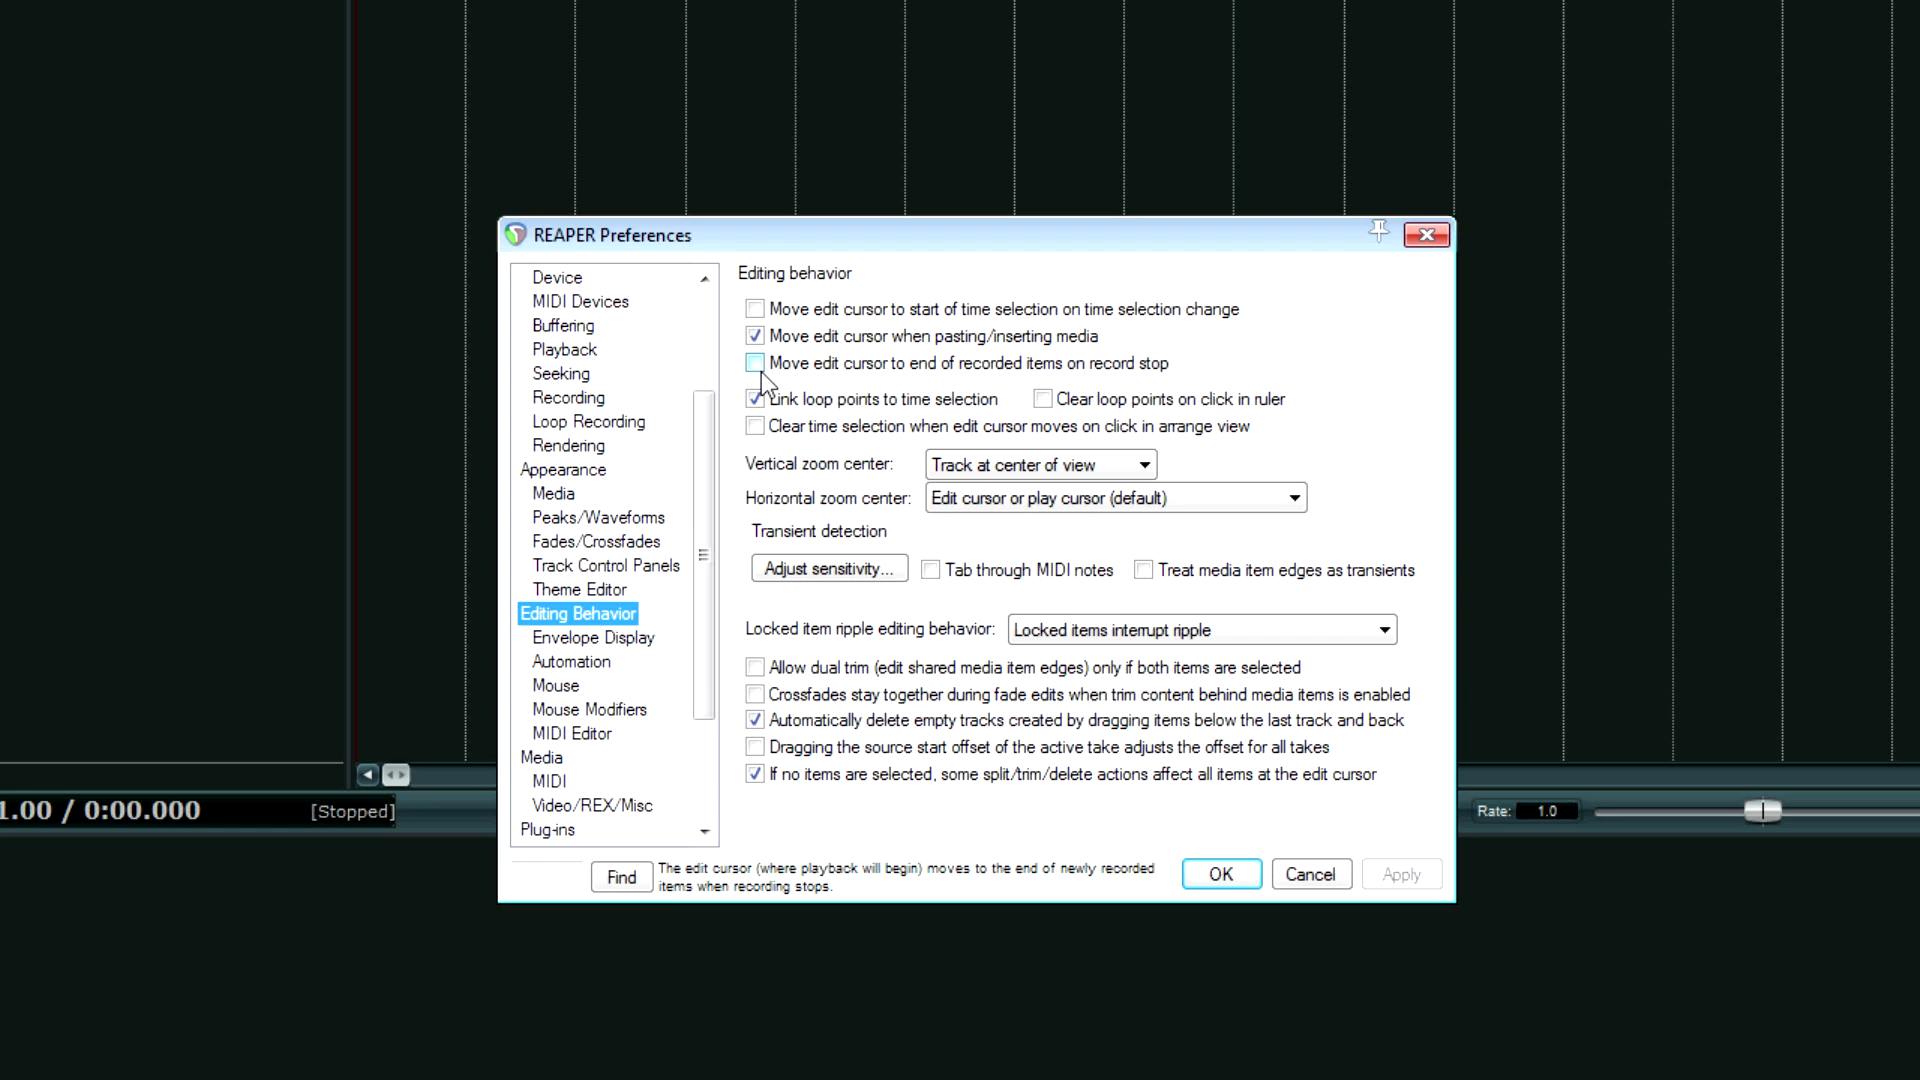 REAPER Preferences
Device
MIDI Devices
Buffering
Playback
Seeking
Recording
Loop Recording
Rendering
Appearance
Media
Peaks/Waveforms
Fades/Crossfades
Track Control Panels
Theme Editor
Editing Behavior
Envelope Display
Automation
Mouse
Mouse Modifiers
MIDI Editor
Media
MIDI
Video/REX/Misc
Plug-ins
Editing behavior
Move edit cursor to start of time selection on time selection change
Move edit cursor when pasting/inserting media
Move edit cursor to end of recorded items on record stop
Link loop points to time selection Clear loop points on click in ruler
Clear time selection when edit cursor moves on click in arrange view
Vertical zoom center: Track at center of view
Horizontal zoom center: Edit cursor or play cursor (default)
Transient detection
Adjust sensitivity... Tab through MIDI notes Treat media item edges as transients
Locked item ripple editing behavior: Locked items interrupt ripple
Allow dual trim (edit shared media item edges) only if both items are selected
Crossfades stay together during fade edits when trim content behind media items is enabled
Automatically delete empty tracks created by dragging items below the last track and back
Dragging the source start offset of the active take adjusts the offset for all takes
If no items are selected, some split/trim/delete actions affect all items at the edit cursor
Find
The edit cursor (where playback will begin) moves to the end of newly recorded
items when recording stops.
OK Cancel Apply
1.00 / 0:00.000 [Stopped]
Rate: 1.0